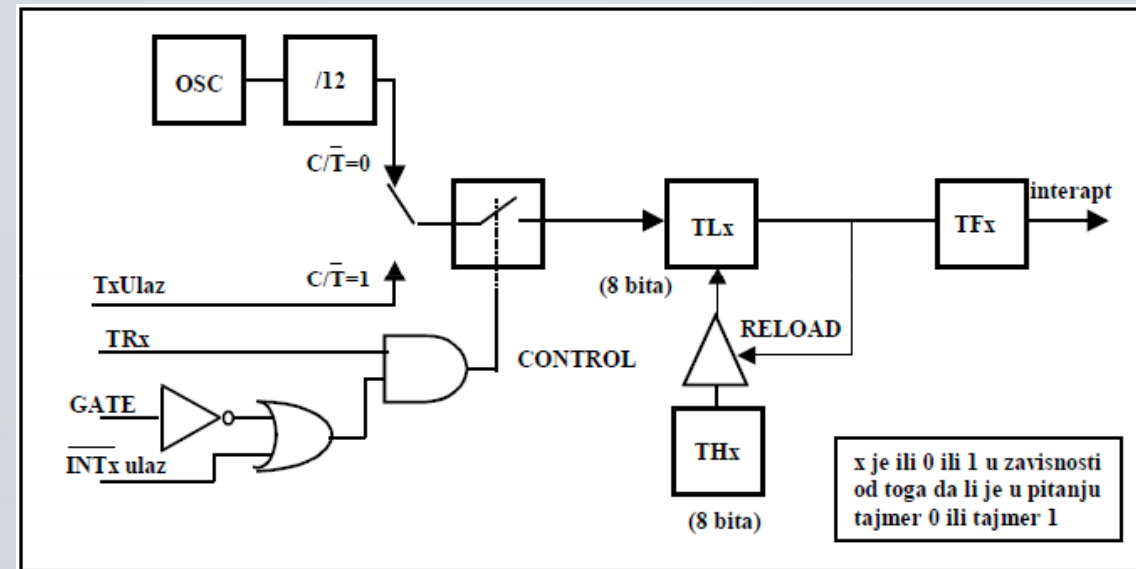 OSC
/12
C/T̅=0
interapt
TLx
TFx
C/T̅=1
TxUlaz
(8 bita)
TRx
RELOAD
CONTROL
GATE
I̅N̅T̅x̅ ulaz
THx
(8 bita)
x je ili 0 ili 1 u zavisnosti
od toga da li je u pitanju
tajmer 0 ili tajmer 1